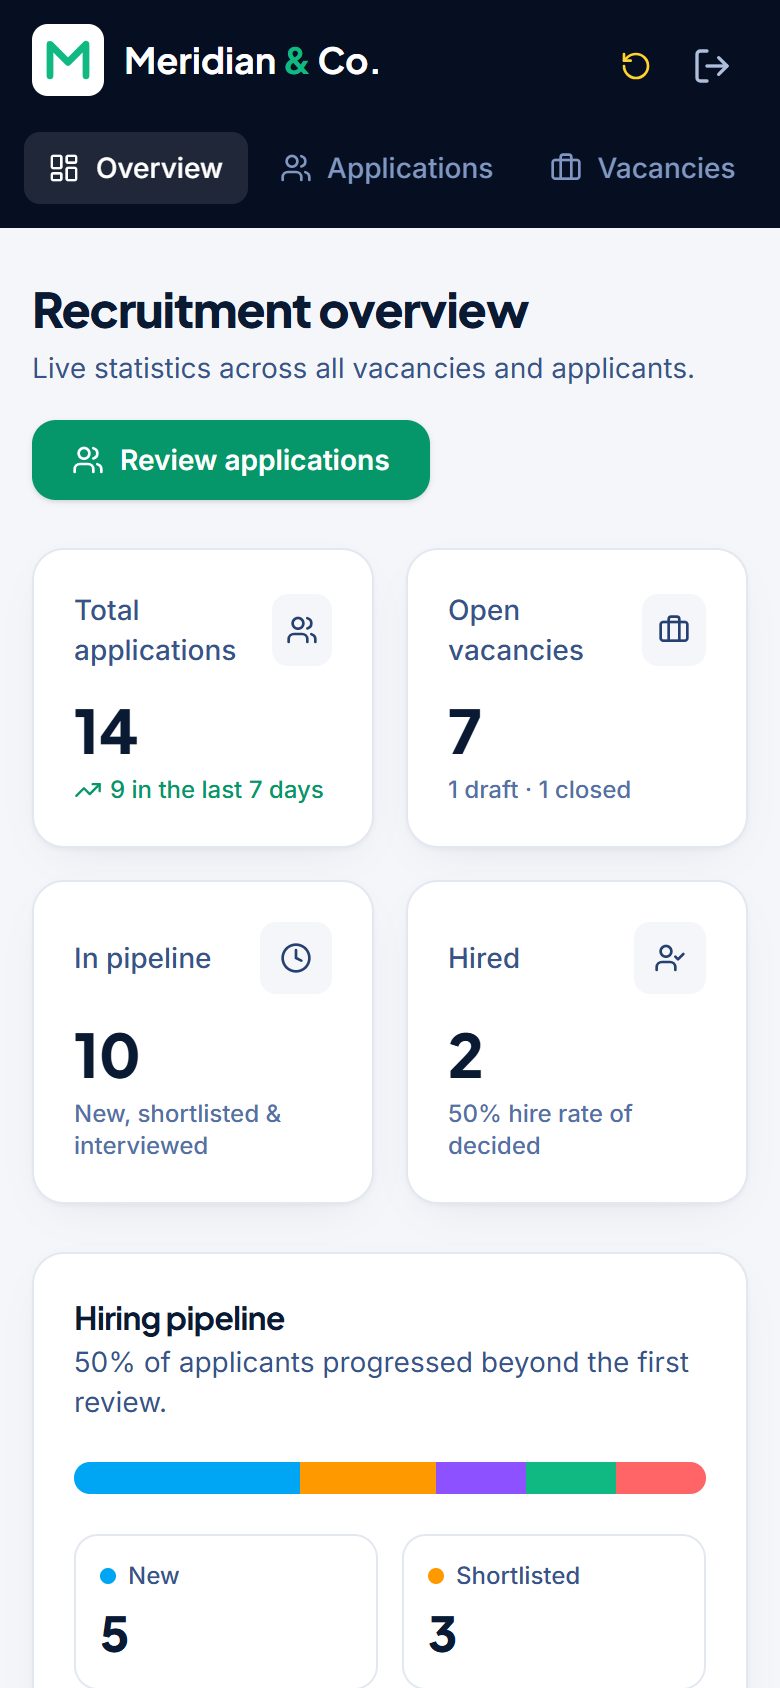 M Meridian & Co.
Overview Applications Vacancies
Recruitment overview
Live statistics across all vacancies and applicants.
Review applications
Total
applications
14
9 in the last 7 days
Open
vacancies
7
1 draft · 1 closed
In pipeline
10
New, shortlisted &
interviewed
Hired
2
50% hire rate of
decided
Hiring pipeline
50% of applicants progressed beyond the first
review.
New
5
Shortlisted
3